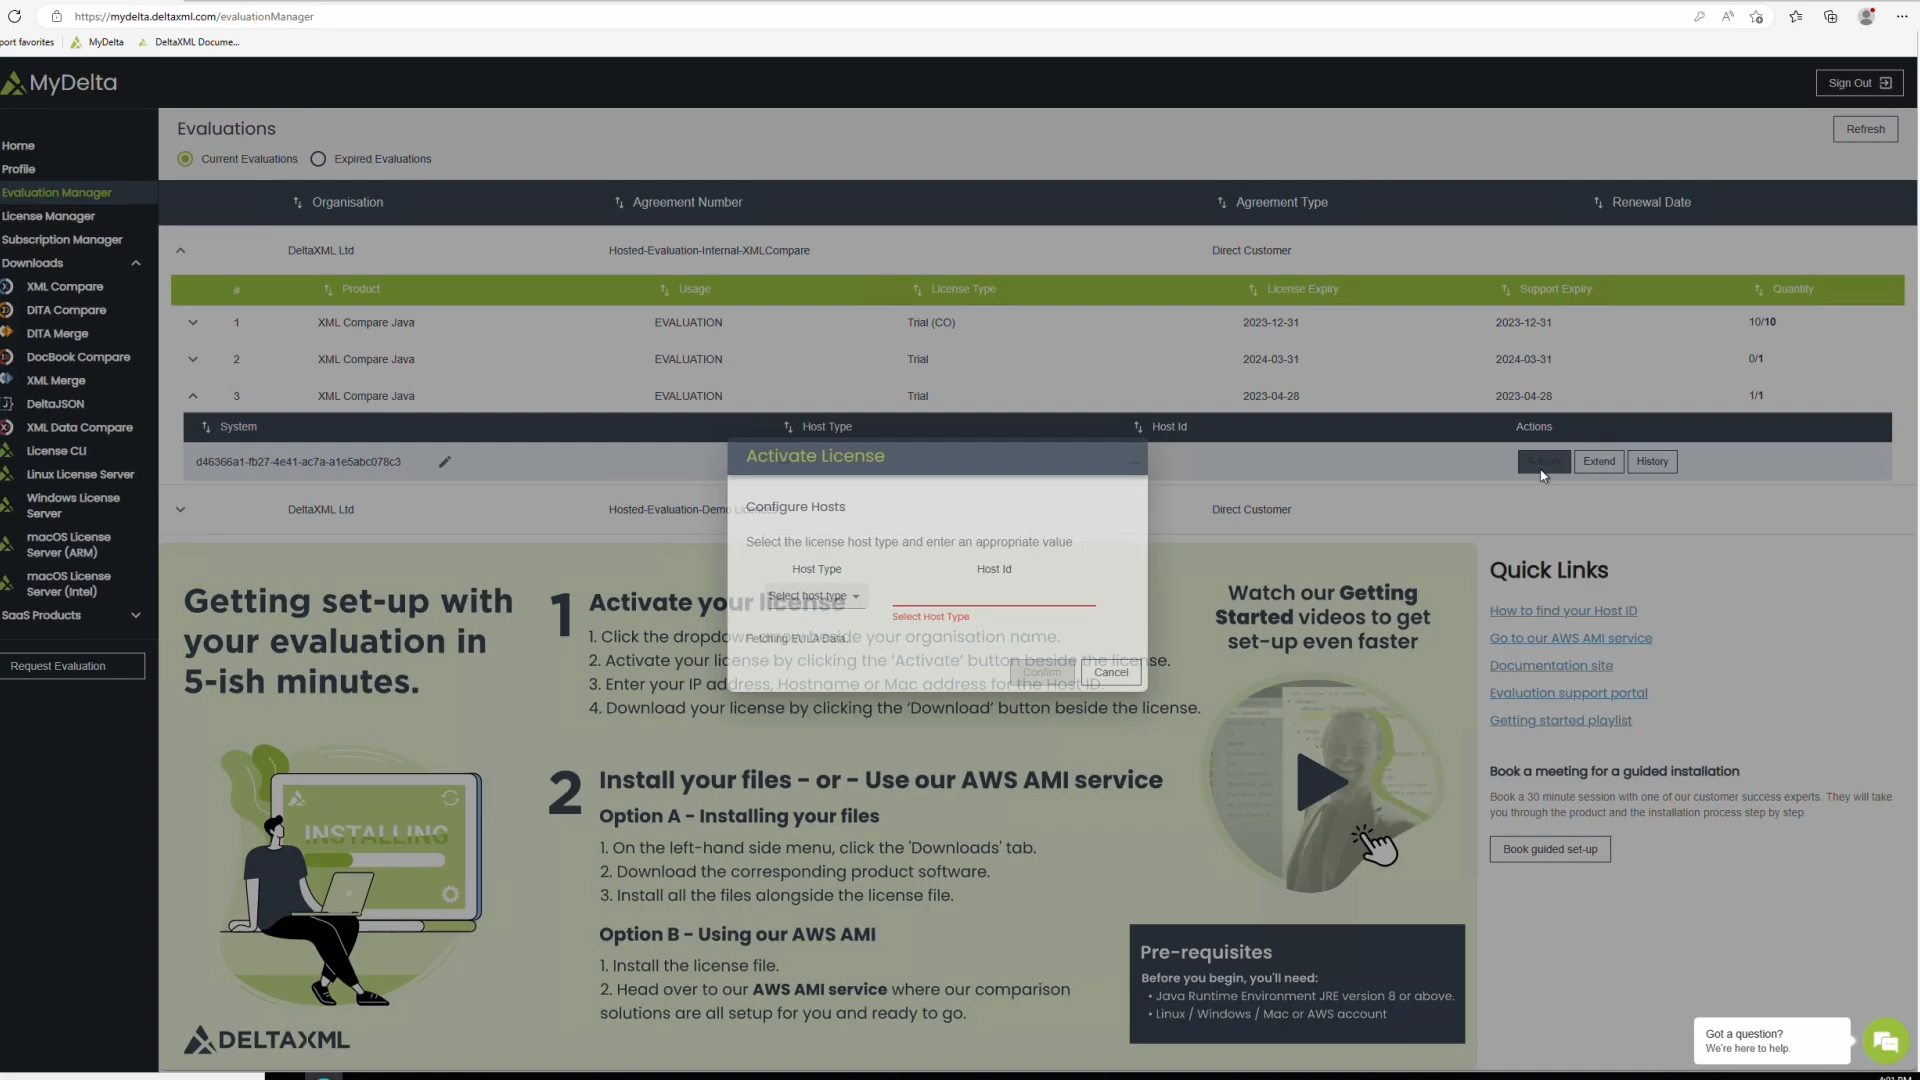 https://mydelta.deltaxml.com/evaluationManager
port favorites
MyDelta
DeltaXML Docume...
MyDelta
Sign Out
Home
Profile
Evaluation Manager
License Manager
Subscription Manager
Downloads
XML Compare
DITA Compare
DITA Merge
DocBook Compare
XML Merge
DeltaJSON
XML Data Compare
License CLI
Linux License Server
Windows License
Server
macOS License
Server (ARM)
macOS License
Server (Intel)
SaaS Products
Request Evaluation
Evaluations
Refresh
Current Evaluations
Expired Evaluations
Organisation Agreement Number Agreement Type Renewal Date
DeltaXML Ltd Hosted-Evaluation-Internal-XMLCompare Direct Customer
# Product Usage License Type License Expiry Support Expiry Quantity
1 XML Compare Java EVALUATION Trial (CO) 2023-12-31 2023-12-31 10/10
2 XML Compare Java EVALUATION Trial 2024-03-31 2024-03-31 0/1
3 XML Compare Java EVALUATION Trial 2023-04-28 2023-04-28 1/1
System Host Type Host Id Actions
d46366a1-fb27-4e41-ac7a-a1e5abc078c3 Extend History
DeltaXML Ltd Hosted-Evaluation-Demo Direct Customer
Activate License
Configure Hosts
Select the license host type and enter an appropriate value
Host Type Host Id
Select host type
Select Host Type
Fetching EULA Data...
Confirm
Cancel
Getting set-up with
your evaluation in
5-ish minutes.
INSTALLING
DELTAXML
1 Activate your license
1. Click the dropdown arrow beside your organisation name.
2. Activate your license by clicking the 'Activate' button beside the license.
3. Enter your IP address, Hostname or Mac address for the Host ID.
4. Download your license by clicking the 'Download' button beside the license.
2 Install your files - or - Use our AWS AMI service
Option A - Installing your files
1. On the left-hand side menu, click the 'Downloads' tab.
2. Download the corresponding product software.
3. Install all the files alongside the license file.
Option B - Using our AWS AMI
1. Install the license file.
2. Head over to our AWS AMI service where our comparison
solutions are all setup for you and ready to go.
Watch our Getting
Started videos to get
set-up even faster
Pre-requisites
Before you begin, you'll need:
• Java Runtime Environment JRE version 8 or above.
• Linux / Windows / Mac or AWS account
Quick Links
How to find your Host ID
Go to our AWS AMI service
Documentation site
Evaluation support portal
Getting started playlist
Book a meeting for a guided installation
Book a 30 minute session with one of our customer success experts. They will take
you through the product and the installation process step by step.
Book guided set-up
Got a question?
We're here to help.